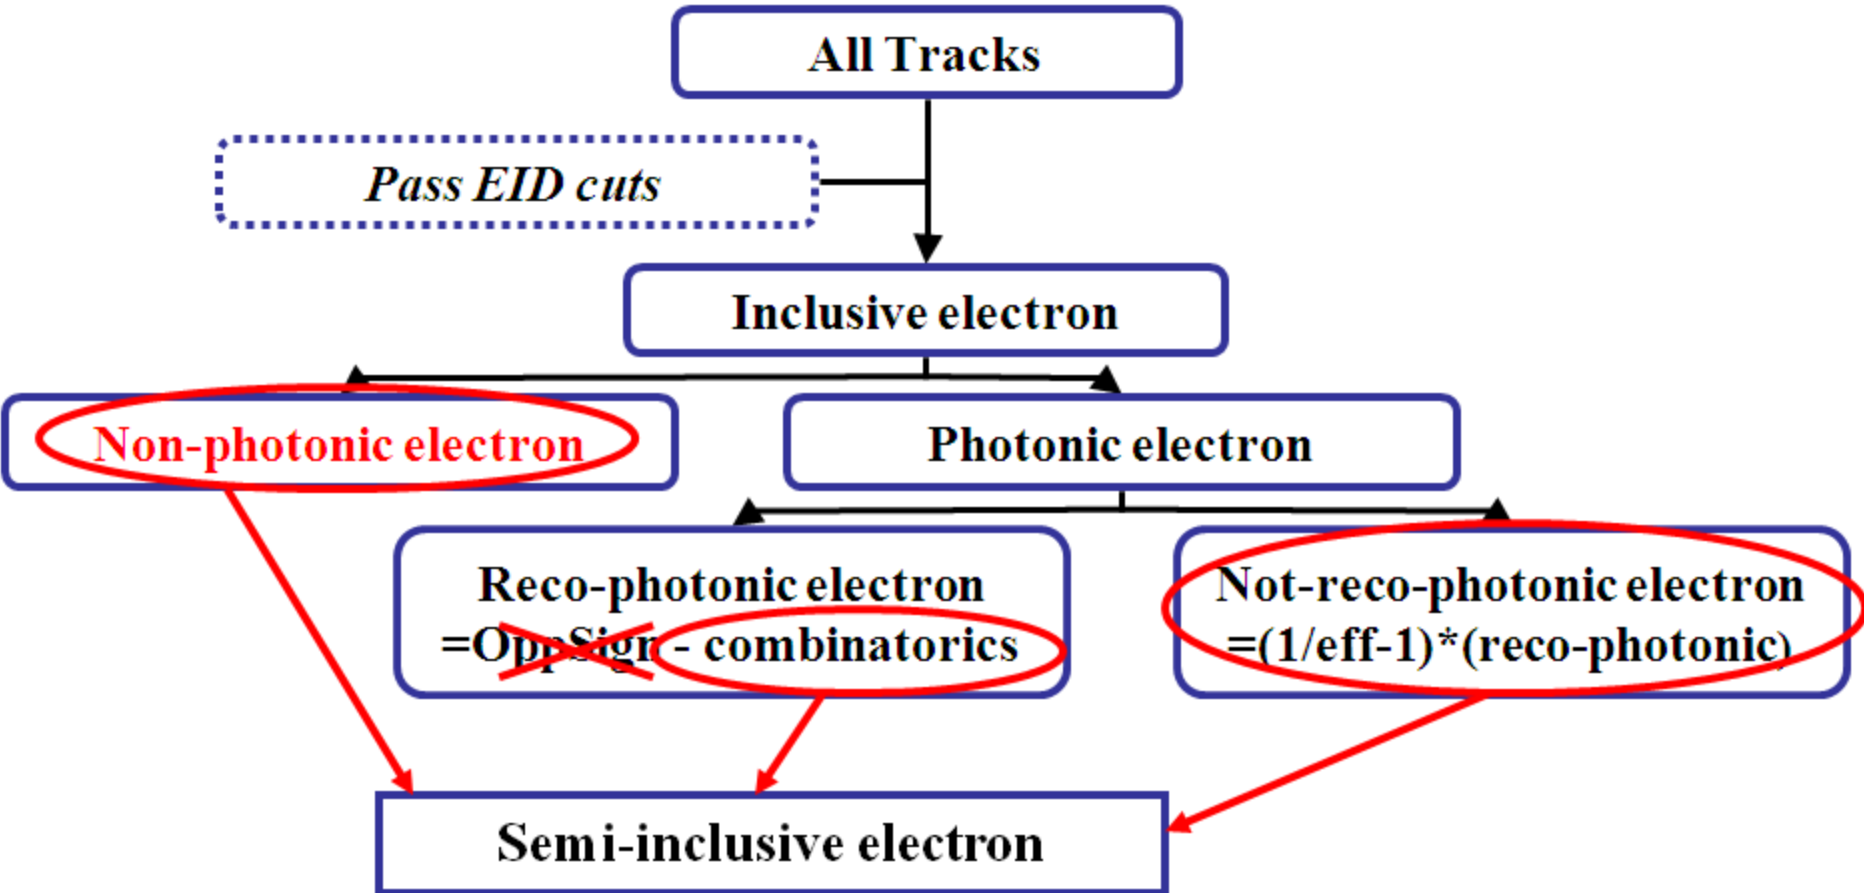 All Tracks
Pass EID cuts
Inclusive electron
Non-photonic electron
Photonic electron
Reco-photonic electron
=OppSign - combinatorics
Not-reco-photonic electron
=(1/eff-1)*(reco-photonic)
Semi-inclusive electron